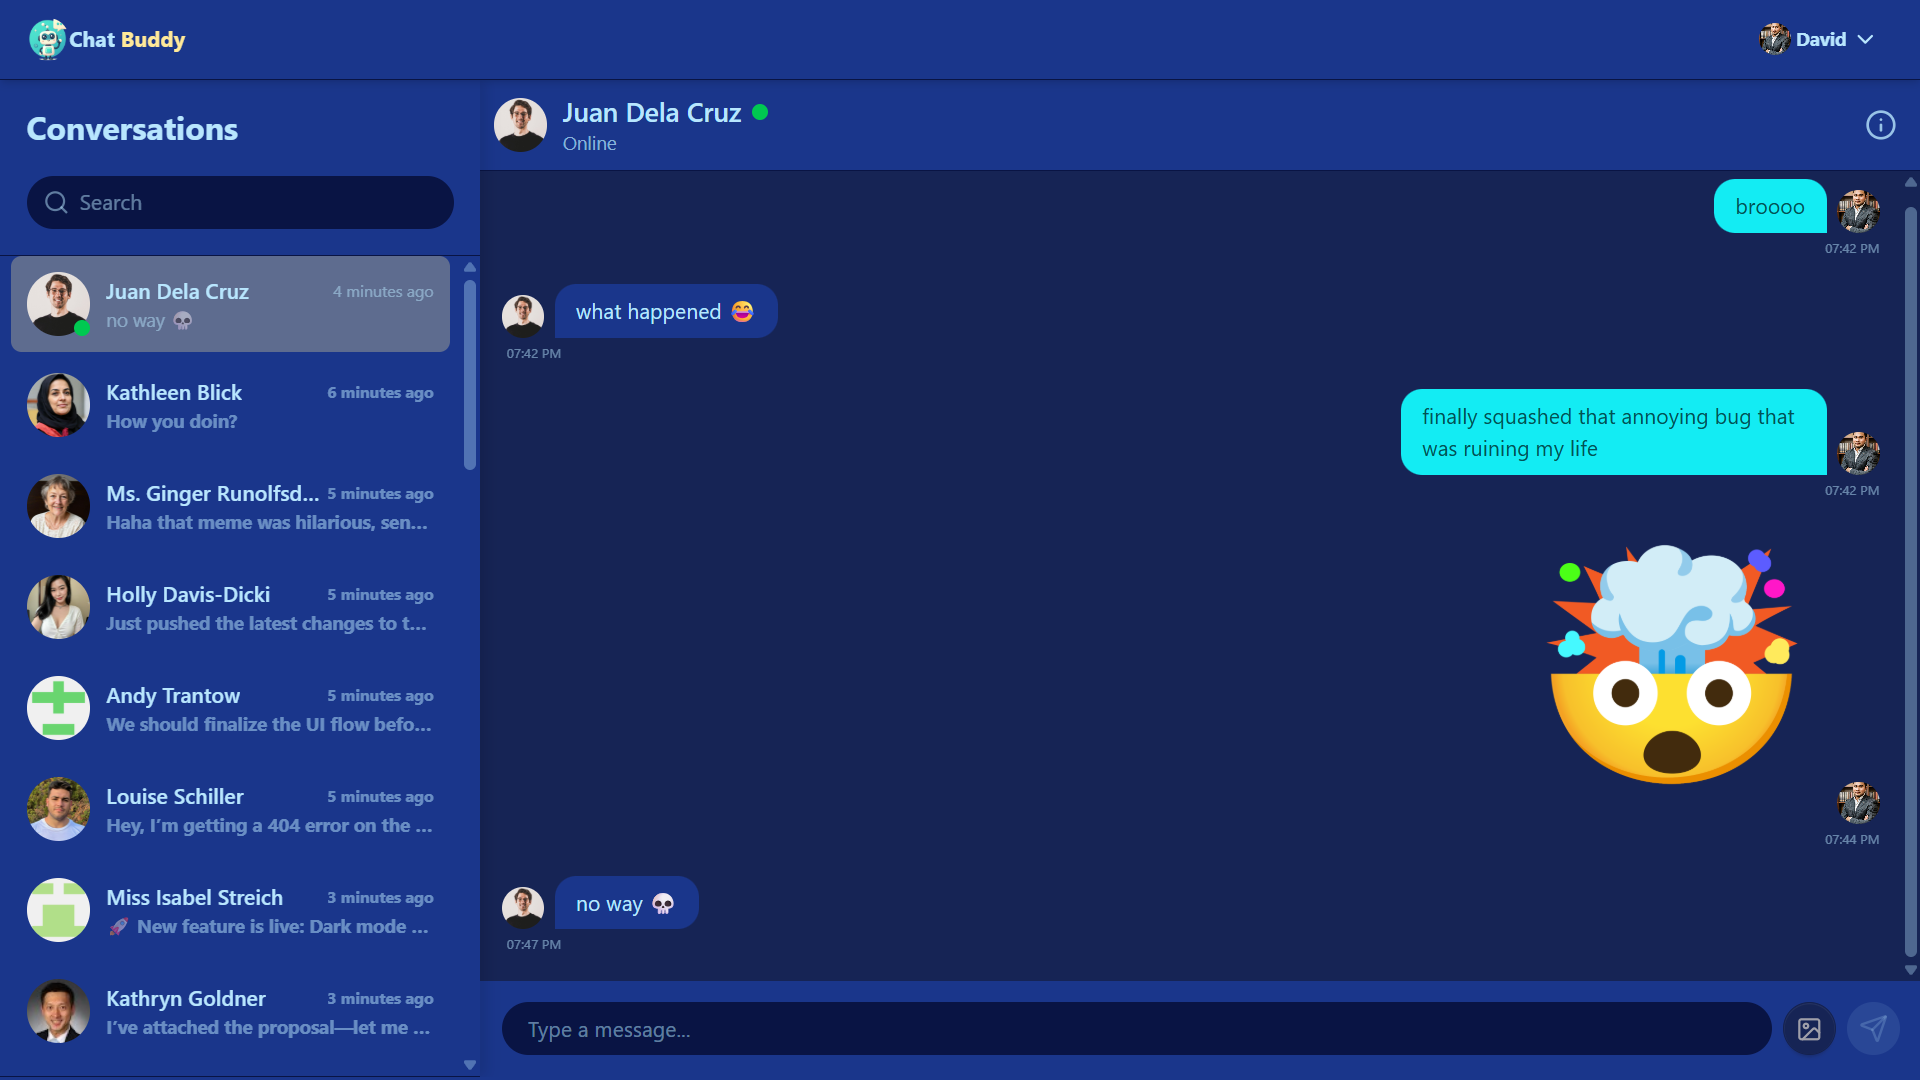 Chat Buddy
David
Conversations
Search
Juan Dela Cruz
4 minutes ago
no way 💀
Kathleen Blick
6 minutes ago
How you doin?
Ms. Ginger Runolfsd...
5 minutes ago
Haha that meme was hilarious, sen...
Holly Davis-Dicki
5 minutes ago
Just pushed the latest changes to t...
Andy Trantow
5 minutes ago
We should finalize the UI flow befo...
Louise Schiller
5 minutes ago
Hey, I’m getting a 404 error on the ...
Miss Isabel Streich
3 minutes ago
🚀 New feature is live: Dark mode ...
Kathryn Goldner
3 minutes ago
I’ve attached the proposal—let me ...
Juan Dela Cruz
Online
broooo
07:42 PM
what happened 😂
07:42 PM
finally squashed that annoying bug that
was ruining my life
07:42 PM
07:44 PM
no way 💀
07:47 PM
Type a message...